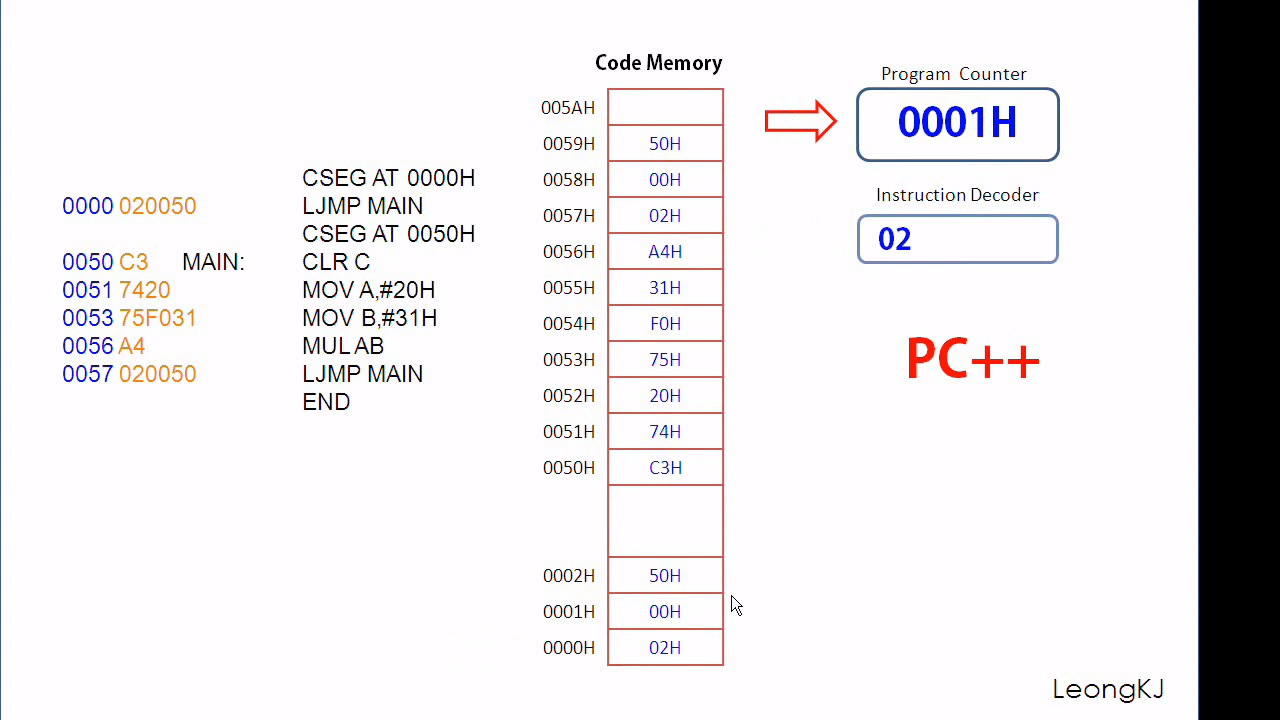 CSEG AT 0000H
0000 020050 LJMP MAIN
CSEG AT 0050H
0050 C3 MAIN: CLR C
0051 7420 MOV A,#20H
0053 75F031 MOV B,#31H
0056 A4 MUL AB
0057 020050 LJMP MAIN
END
Code Memory
005AH
0059H 50H
0058H 00H
0057H 02H
0056H A4H
0055H 31H
0054H F0H
0053H 75H
0052H 20H
0051H 74H
0050H C3H
0002H 50H
0001H 00H
0000H 02H
Program Counter
0001H
Instruction Decoder
02
PC++
LeongKJ